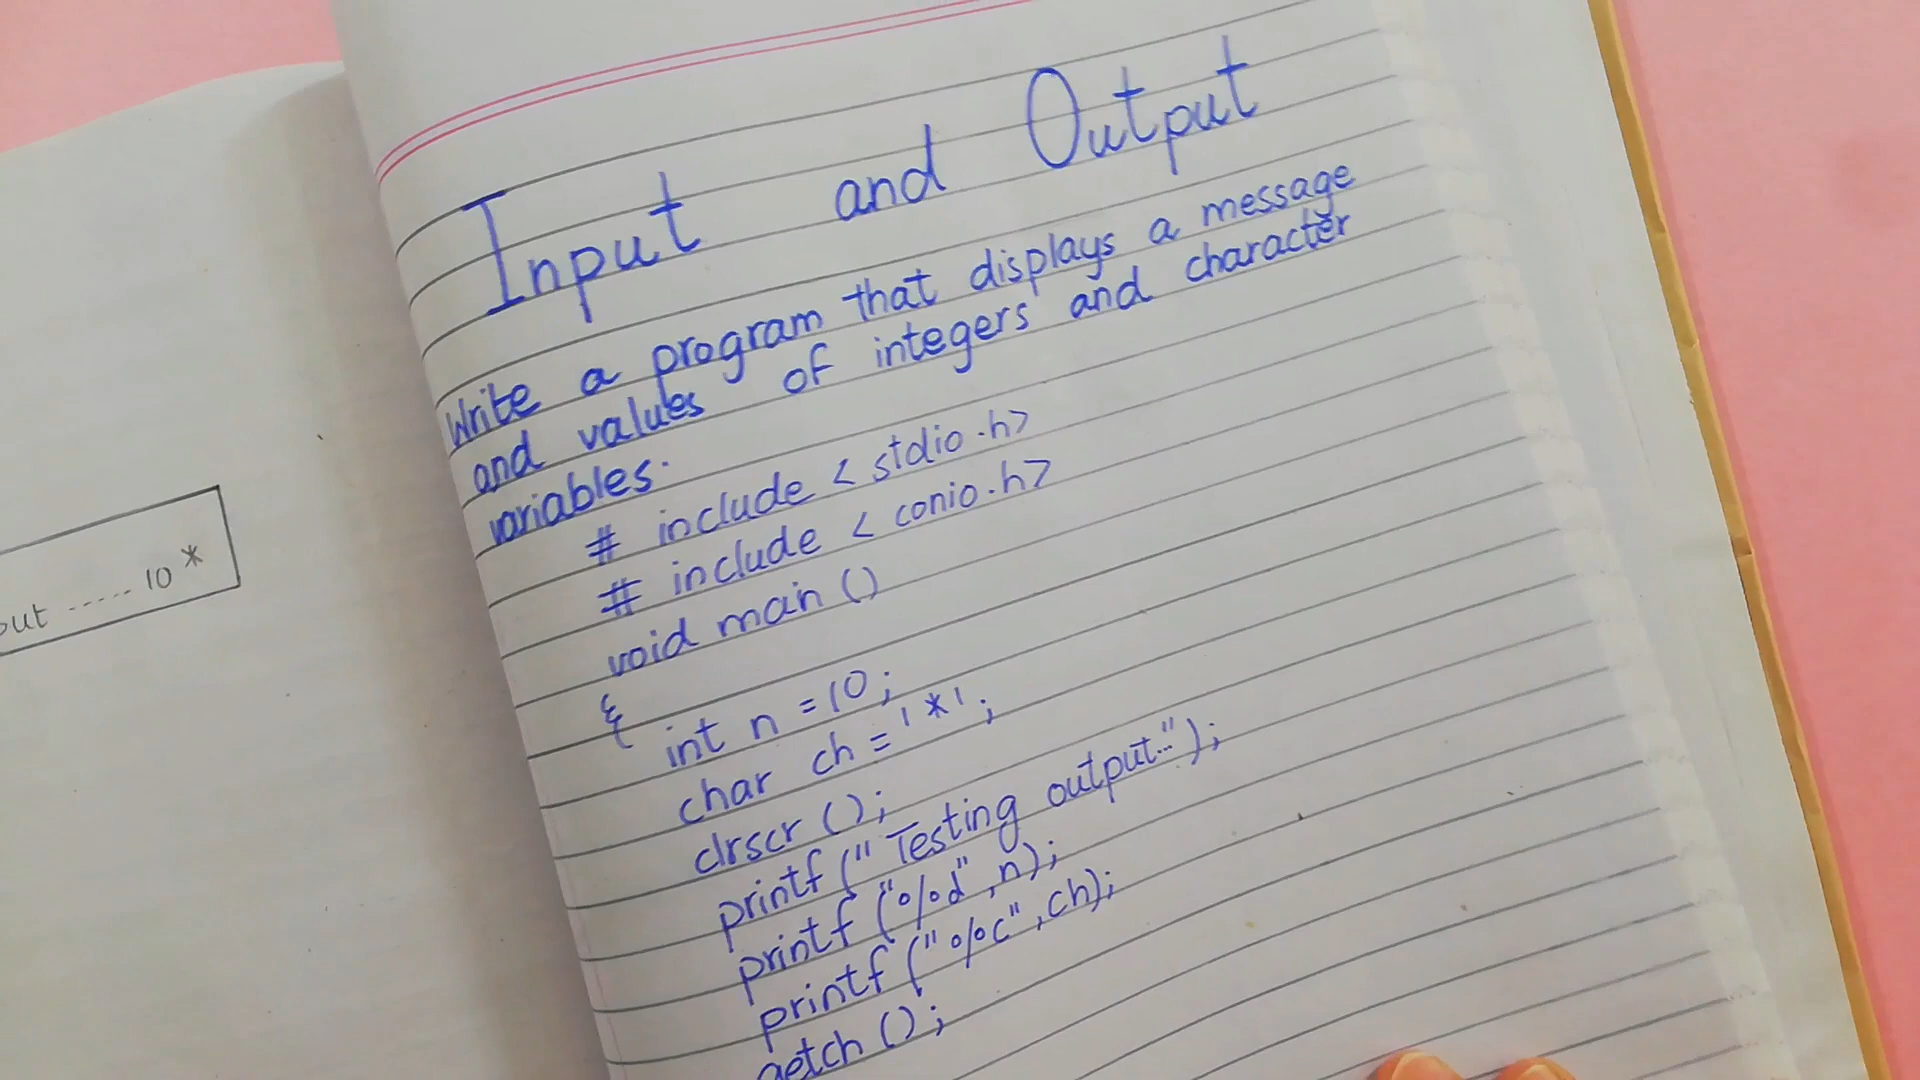 out ..... 10 *
Input and Output
Write a program that displays a message
and values of integers and character
variables.
# include < stdio.h>
# include < conio.h>
void main ()
{
int n = 10;
char ch = '*';
clrscr ();
printf (" Testing output...");
printf ("%d", n);
printf ("%c", ch);
getch ();